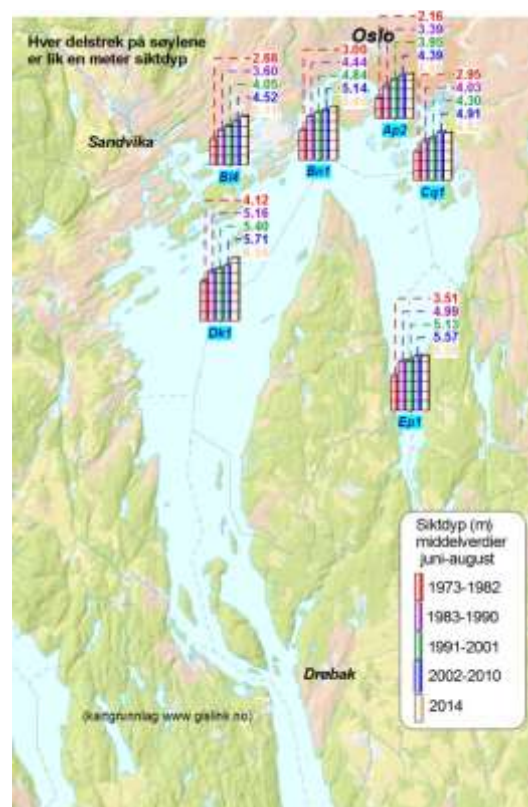 Hver delstrek på søylene
er lik en meter siktdyp
Oslo
2.16
3.39
3.95
4.39
Ap2
2.68
3.60
4.05
4.52
Bl4
3.00
4.44
4.84
5.14
Bn1
2.95
4.03
4.30
4.91
Cq1
Sandvika
4.12
5.16
5.40
5.71
Dk1
3.51
4.99
5.13
5.57
Ep1
Siktdyp (m)
middelverdier
juni-august
1973-1982
1983-1990
1991-2001
2002-2010
2014
Drøbak
(kartgrunnlag www.gislink.no)